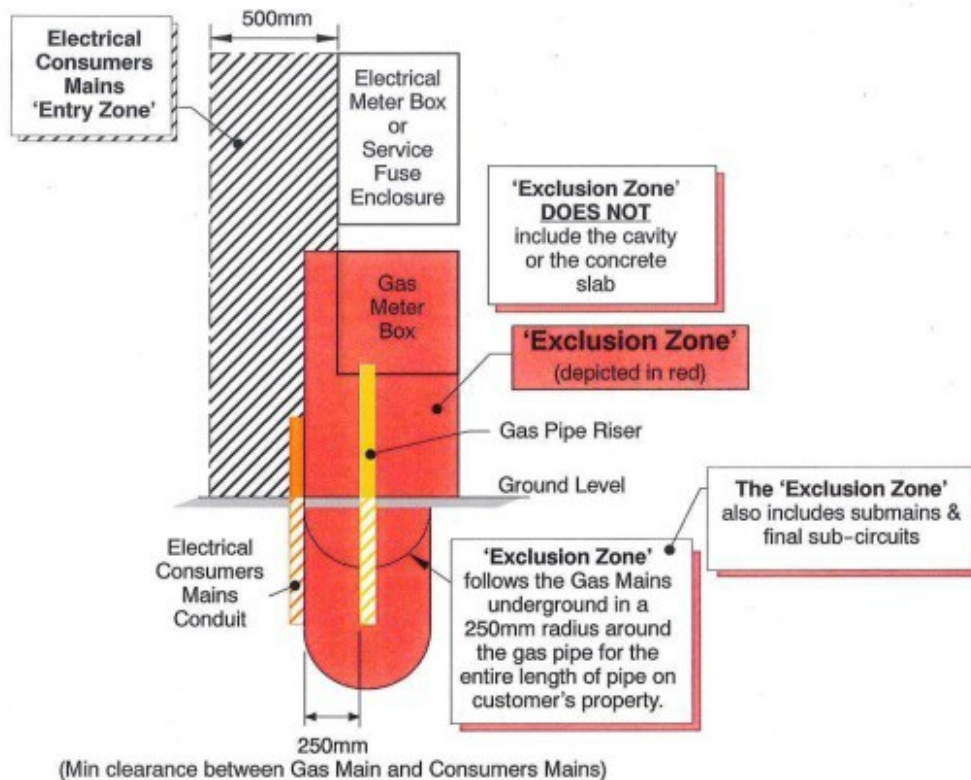 500mm
Electrical
Consumers
Mains
'Entry Zone'
Electrical
Meter Box
or
Service
Fuse
Enclosure
'Exclusion Zone'
DOES NOT
include the cavity
or the concrete
slab
Gas
Meter
Box
'Exclusion Zone'
(depicted in red)
Gas Pipe Riser
Ground Level
The 'Exclusion Zone'
also includes submains &
final sub-circuits
Electrical
Consumers
Mains
Conduit
'Exclusion Zone'
follows the Gas Mains
underground in a
250mm radius around
the gas pipe for the
entire length of pipe on
customer's property.
250mm
(Min clearance between Gas Main and Consumers Mains)